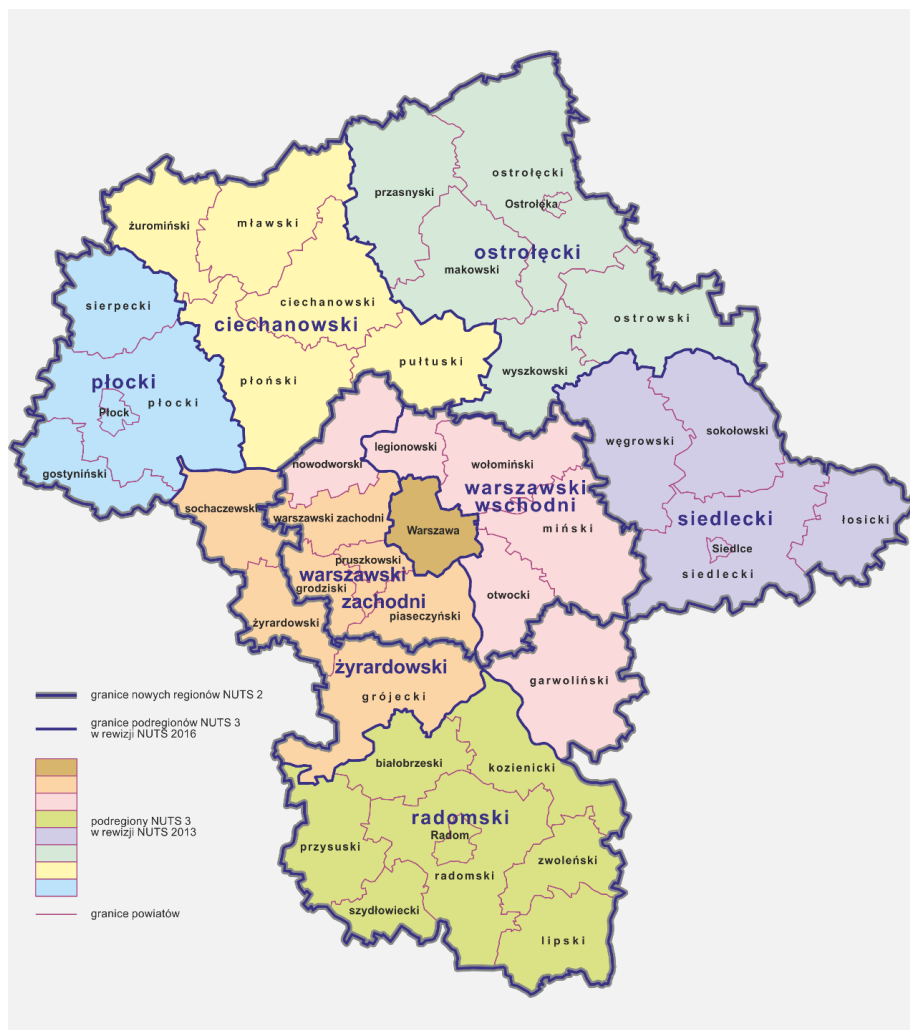 ostrołęcki
przasnyski
Ostrołęka
żuromiński
mławski
ostrołęcki
makowski
sierpecki
ciechanowski
ciechanowski
ostrowski
płoński
pułtuski
wyszkowski
płocki
płocki
Płock
sokołowski
węgrowski
legionowski
nowodworski
wołomiński
gostyniński
warszawski
wschodni
sochaczewski
warszawski zachodni
Warszawa
miński
siedlecki
łosicki
Siedlce
siedlecki
pruszkowski
warszawski
grodziski
zachodni
piaseczyński
otwocki
żyrardowski
żyrardowski
garwoliński
grójecki
granice nowych regionów NUTS 2
granice podregionów NUTS 3
w rewizji NUTS 2016
białobrzeski
kozienicki
podregiony NUTS 3
w rewizji NUTS 2013
radomski
Radom
przysuski
zwoleński
radomski
szydłowiecki
granice powiatów
lipski